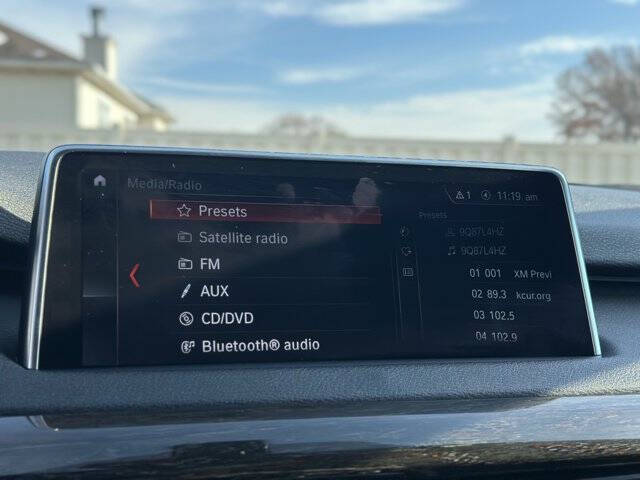 Media/Radio
1 11:19 am
Presets
Satellite radio
FM
AUX
CD/DVD
Bluetooth® audio
Presets
9Q87L4HZ
9Q87L4HZ
01 001 XM Previ
02 89.3 kcur.org
03 102.5
04 102.9